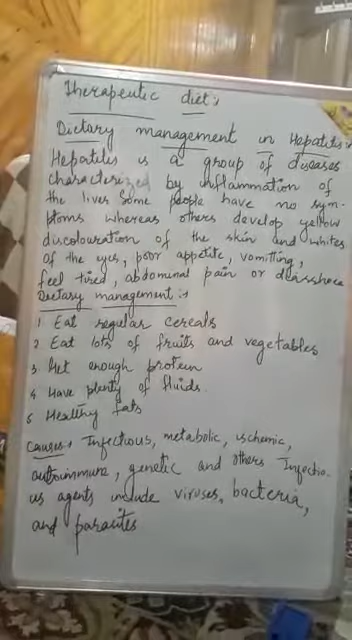 Therapeutic diet :
Dietary management in Hepatitis :
Hepatitis is a group of diseases
characterized by inflammation of
the liver Some people have no sym-
ptoms whereas others develop yellow
discolouration of the skin and whites
of the eyes, poor appetite, vomitting,
feel tired, abdominal pain or diarrhoea
Dietary management :-
1 Eat regular cereals
2 Eat lots of fruits and vegetables
3 Get enough protein
4 Have plenty of fluids.
5 Healthy fats
Causes : Infectious, metabolic, ischemic,
autoimmune, genetic and others Infectio-
us agents include viruses, bacteria,
and parasites